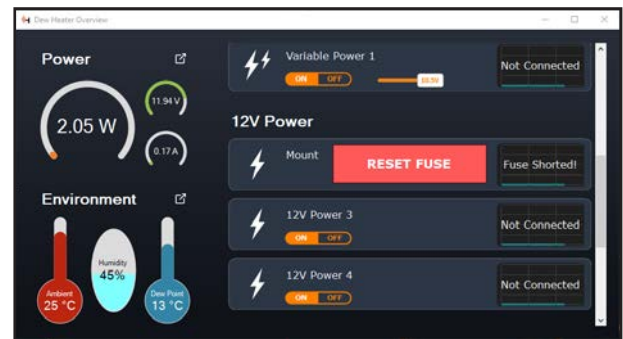 Dew Heater Overview
Power
2.05 W
11.94 V
0.17 A
Environment
Ambient
25 °C
Humidity
45%
Dew Point
13 °C
Variable Power 1
ON OFF
10.5V
Not Connected
12V Power
Mount
RESET FUSE
Fuse Shorted!
12V Power 3
ON OFF
Not Connected
12V Power 4
ON OFF
Not Connected